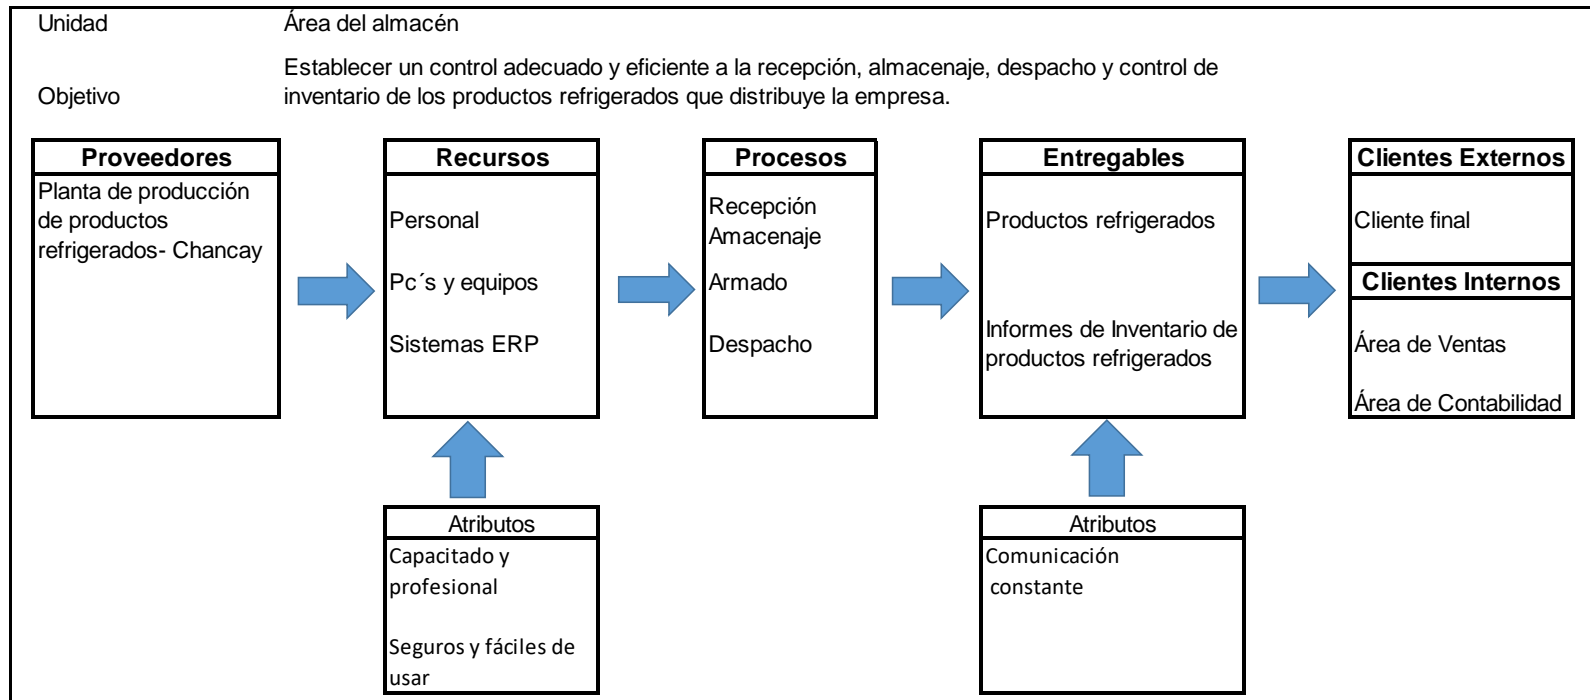 Unidad
Área del almacén
Objetivo
Establecer un control adecuado y eficiente a la recepción, almacenaje, despacho y control de
inventario de los productos refrigerados que distribuye la empresa.
Proveedores
Planta de producción
de productos
refrigerados- Chancay
Recursos
Personal
Pc´s y equipos
Sistemas ERP
Procesos
Recepción
Amacenaje
Armado
Despacho
Entregables
Productos refrigerados
Informes de Inventario de
productos refrigerados
Clientes Externos
Cliente final
Clientes Internos
Área de Ventas
Área de Contabilidad
Atributos
Capacitado y
profesional
Seguros y fáciles de
usar
Atributos
Comunicación
constante